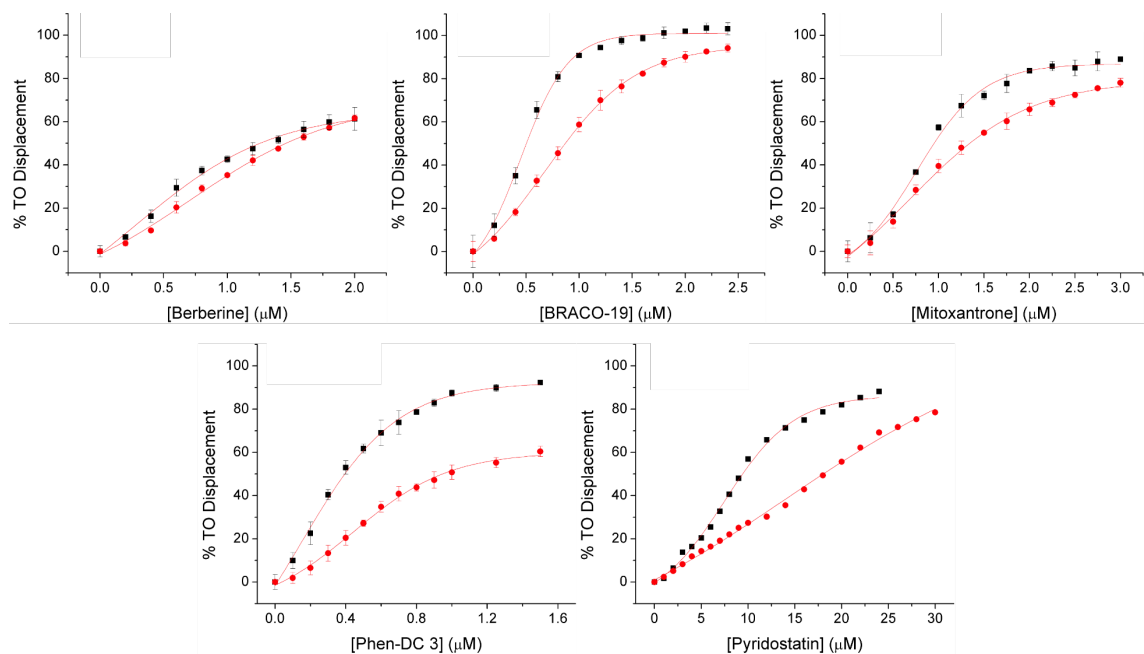 % TO Displacement
100
80
60
40
20
0
0.0 0.5 1.0 1.5 2.0
[Berberine] (μM)
% TO Displacement
100
80
60
40
20
0
0.0 0.5 1.0 1.5 2.0 2.5
[BRACO-19] (μM)
% TO Displacement
100
80
60
40
20
0
0.0 0.5 1.0 1.5 2.0 2.5 3.0
[Mitoxantrone] (μM)
% TO Displacement
100
80
60
40
20
0
0.0 0.4 0.8 1.2 1.6
[Phen-DC 3] (μM)
% TO Displacement
100
80
60
40
20
0
0 5 10 15 20 25 30
[Pyridostatin] (μM)